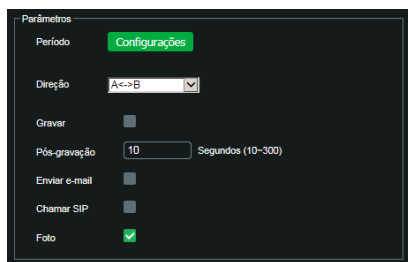 Parâmetros
Período Configurações
Direção A<->B
Gravar
Pós-gravação 10 Segundos (10~300)
Enviar e-mail
Chamar SIP
Foto